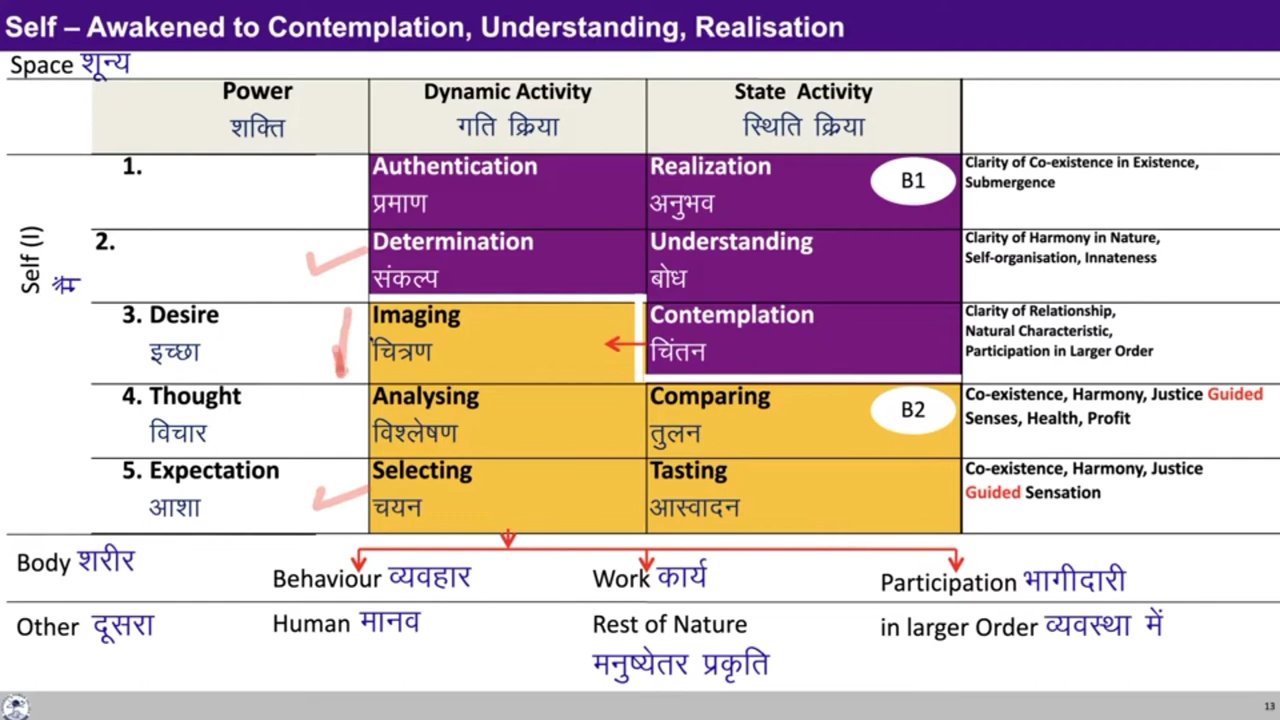 Self – Awakened to Contemplation, Understanding, Realisation
Space शून्य
Power
Dynamic Activity
State Activity
शक्ति
गति क्रिया
स्थिति क्रिया
Self (I)
मैं
1.
Authentication
प्रमाण
Realization
अनुभव
B1
Clarity of Co-existence in Existence,
Submergence
2.
Determination
संकल्प
Understanding
बोध
Clarity of Harmony in Nature,
Self-organisation, Innateness
3. Desire
इच्छा
Imaging
चित्रण
Contemplation
चिंतन
Clarity of Relationship,
Natural Characteristic,
Participation in Larger Order
4. Thought
विचार
Analysing
विश्लेषण
Comparing
तुलन
B2
Co-existence, Harmony, Justice Guided
Senses, Health, Profit
5. Expectation
आशा
Selecting
चयन
Tasting
आस्वादन
Co-existence, Harmony, Justice
Guided Sensation
Body शरीर
Behaviour व्यवहार
Work कार्य
Participation भागीदारी
Other दूसरा
Human मानव
Rest of Nature
मनुष्येतर प्रकृति
in larger Order व्यवस्था में
13